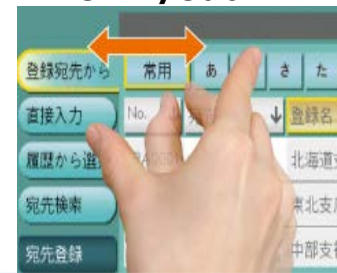 登録宛先から
常用 あ さ た
直接入力
No. 登録名
履歴から選
北海道
宛先検索
東北支
宛先登録
中部支